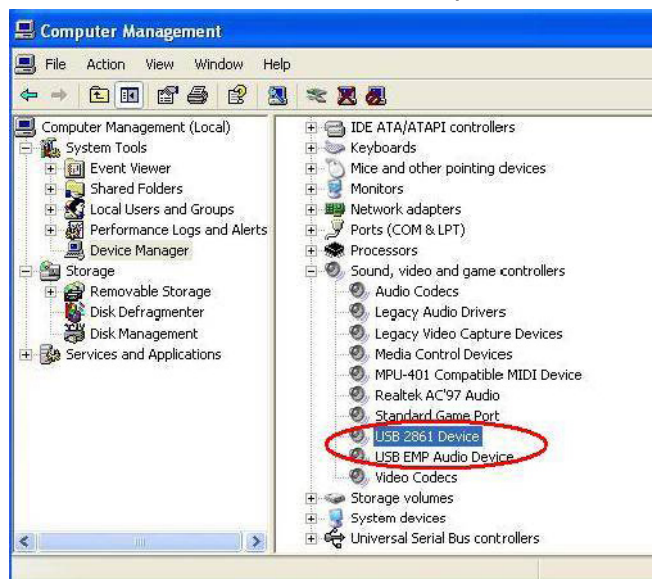 Computer Management
File Action View Window Help
Computer Management (Local)
System Tools
Event Viewer
Shared Folders
Local Users and Groups
Performance Logs and Alerts
Device Manager
Storage
Removable Storage
Disk Defragmenter
Disk Management
Services and Applications
IDE ATA/ATAPI controllers
Keyboards
Mice and other pointing devices
Monitors
Network adapters
Ports (COM & LPT)
Processors
Sound, video and game controllers
Audio Codecs
Legacy Audio Drivers
Legacy Video Capture Devices
Media Control Devices
MPU-401 Compatible MIDI Device
Realtek AC'97 Audio
Standard Game Port
USB 2861 Device
USB EMP Audio Device
Video Codecs
Storage volumes
System devices
Universal Serial Bus controllers